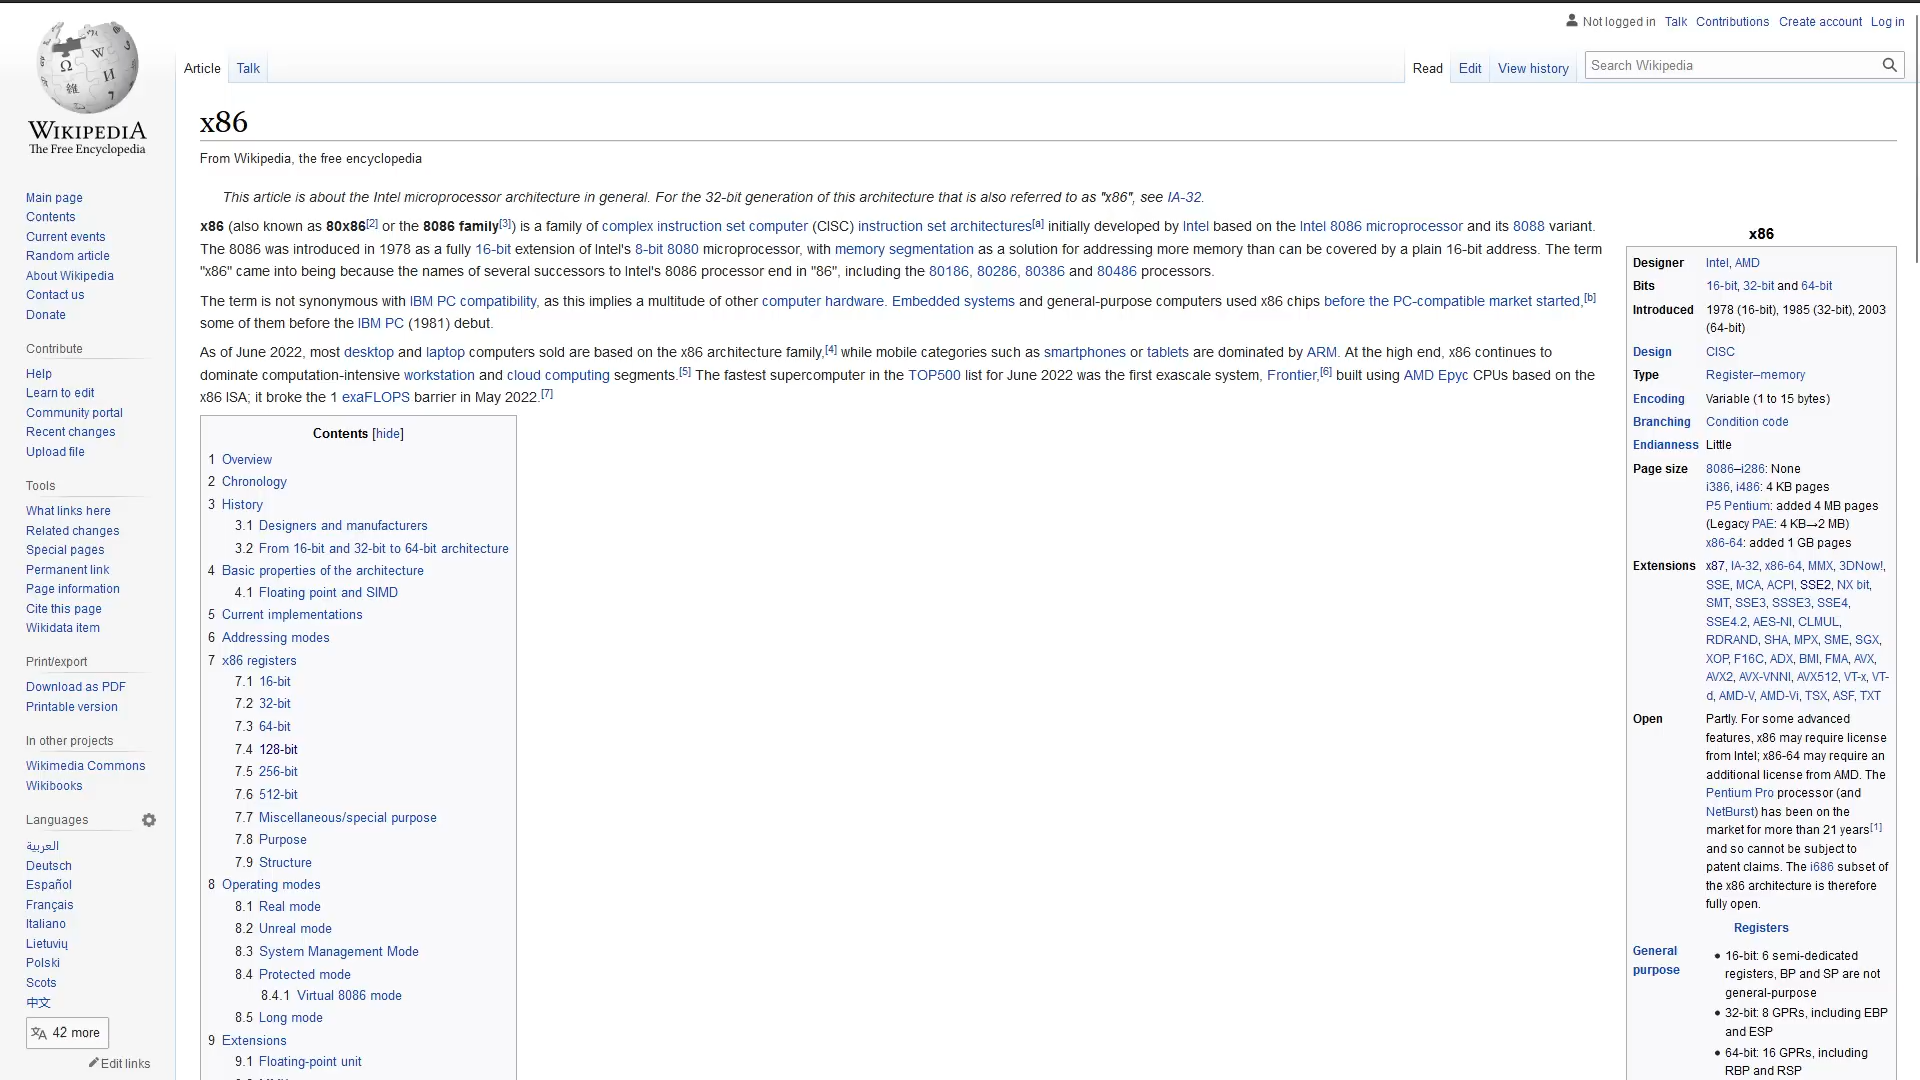 Not logged in Talk Contributions Create account Log in
Article Talk
Read Edit View history Search Wikipedia
WIKIPEDIA
The Free Encyclopedia
Main page
Contents
Current events
Random article
About Wikipedia
Contact us
Donate
Contribute
Help
Learn to edit
Community portal
Recent changes
Upload file
Tools
What links here
Related changes
Special pages
Permanent link
Page information
Cite this page
Wikidata item
Print/export
Download as PDF
Printable version
In other projects
Wikimedia Commons
Wikibooks
Languages
العربية
Deutsch
Español
Français
Italiano
Lietuvių
Polski
Scots
中文
42 more
Edit links
x86
From Wikipedia, the free encyclopedia
This article is about the Intel microprocessor architecture in general. For the 32-bit generation of this architecture that is also referred to as "x86", see IA-32.
x86 (also known as 80x86[2] or the 8086 family[3]) is a family of complex instruction set computer (CISC) instruction set architectures[a] initially developed by Intel based on the Intel 8086 microprocessor and its 8088 variant.
The 8086 was introduced in 1978 as a fully 16-bit extension of Intel's 8-bit 8080 microprocessor, with memory segmentation as a solution for addressing more memory than can be covered by a plain 16-bit address. The term
"x86" came into being because the names of several successors to Intel's 8086 processor end in "86", including the 80186, 80286, 80386 and 80486 processors.
The term is not synonymous with IBM PC compatibility, as this implies a multitude of other computer hardware. Embedded systems and general-purpose computers used x86 chips before the PC-compatible market started,[b]
some of them before the IBM PC (1981) debut.
As of June 2022, most desktop and laptop computers sold are based on the x86 architecture family,[4] while mobile categories such as smartphones or tablets are dominated by ARM. At the high end, x86 continues to
dominate computation-intensive workstation and cloud computing segments.[5] The fastest supercomputer in the TOP500 list for June 2022 was the first exascale system, Frontier,[6] built using AMD Epyc CPUs based on the
x86 ISA; it broke the 1 exaFLOPS barrier in May 2022.[7]
Contents [hide]
1 Overview
2 Chronology
3 History
3.1 Designers and manufacturers
3.2 From 16-bit and 32-bit to 64-bit architecture
4 Basic properties of the architecture
4.1 Floating point and SIMD
5 Current implementations
6 Addressing modes
7 x86 registers
7.1 16-bit
7.2 32-bit
7.3 64-bit
7.4 128-bit
7.5 256-bit
7.6 512-bit
7.7 Miscellaneous/special purpose
7.8 Purpose
7.9 Structure
8 Operating modes
8.1 Real mode
8.2 Unreal mode
8.3 System Management Mode
8.4 Protected mode
8.4.1 Virtual 8086 mode
8.5 Long mode
9 Extensions
9.1 Floating-point unit
x86
Designer Intel, AMD
Bits 16-bit, 32-bit and 64-bit
Introduced 1978 (16-bit), 1985 (32-bit), 2003
(64-bit)
Design CISC
Type Register–memory
Encoding Variable (1 to 15 bytes)
Branching Condition code
Endianness Little
Page size 8086–i286: None
i386, i486: 4 KB pages
P5 Pentium: added 4 MB pages
(Legacy PAE: 4 KB→2 MB)
x86-64: added 1 GB pages
Extensions x87, IA-32, x86-64, MMX, 3DNow!,
SSE, MCA, ACPI, SSE2, NX bit,
SMT, SSE3, SSSE3, SSE4,
SSE4.2, AES-NI, CLMUL,
RDRAND, SHA, MPX, SME, SGX,
XOP, F16C, ADX, BMI, FMA, AVX,
AVX2, AVX-VNNI, AVX512, VT-x, VT-
d, AMD-V, AMD-Vi, TSX, ASF, TXT
Open Partly. For some advanced
features, x86 may require license
from Intel; x86-64 may require an
additional license from AMD. The
Pentium Pro processor (and
NetBurst) has been on the
market for more than 21 years[1]
and so cannot be subject to
patent claims. The i686 subset of
the x86 architecture is therefore
fully open.
Registers
General
purpose
• 16-bit: 6 semi-dedicated
registers, BP and SP are not
general-purpose
• 32-bit: 8 GPRs, including EBP
and ESP
• 64-bit: 16 GPRs, including
RBP and RSP